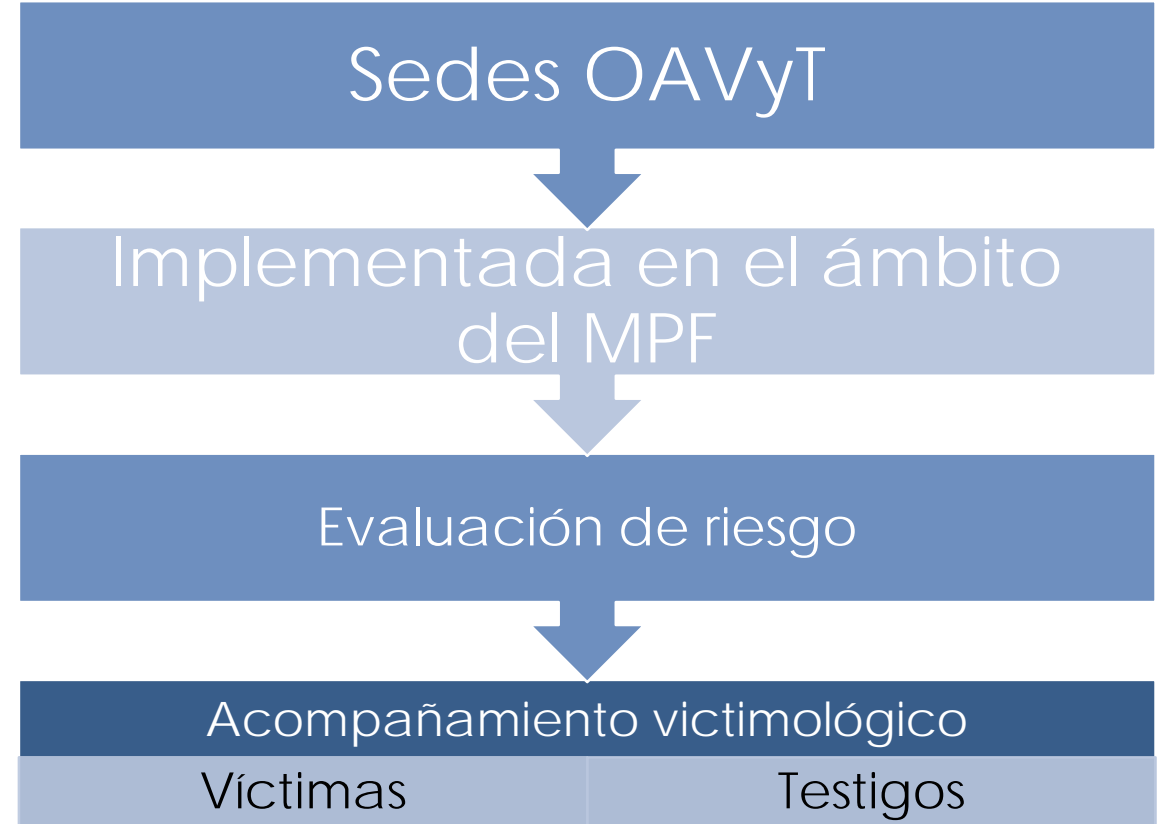 Sedes OAVyT
Implementada en el ámbito
del MPF
Evaluación de riesgo
Acompañamiento victimológico
Víctimas
Testigos